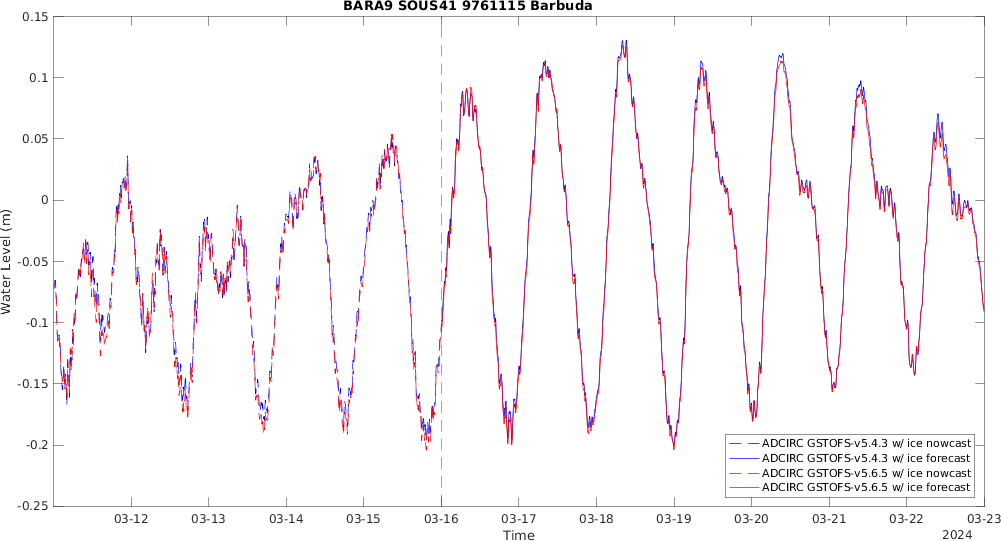 BARA9 SOUS41 9761115 Barbuda
0.15
0.1
0.05
0
-0.05
-0.1
-0.15
-0.2
-0.25
Water Level (m)
ADCIRC GSTOFS-v5.4.3 w/ ice nowcast
ADCIRC GSTOFS-v5.4.3 w/ ice forecast
ADCIRC GSTOFS-v5.6.5 w/ ice nowcast
ADCIRC GSTOFS-v5.6.5 w/ ice forecast
03-12 03-13 03-14 03-15 03-16 03-17 03-18 03-19 03-20 03-21 03-22 03-23
Time
2024